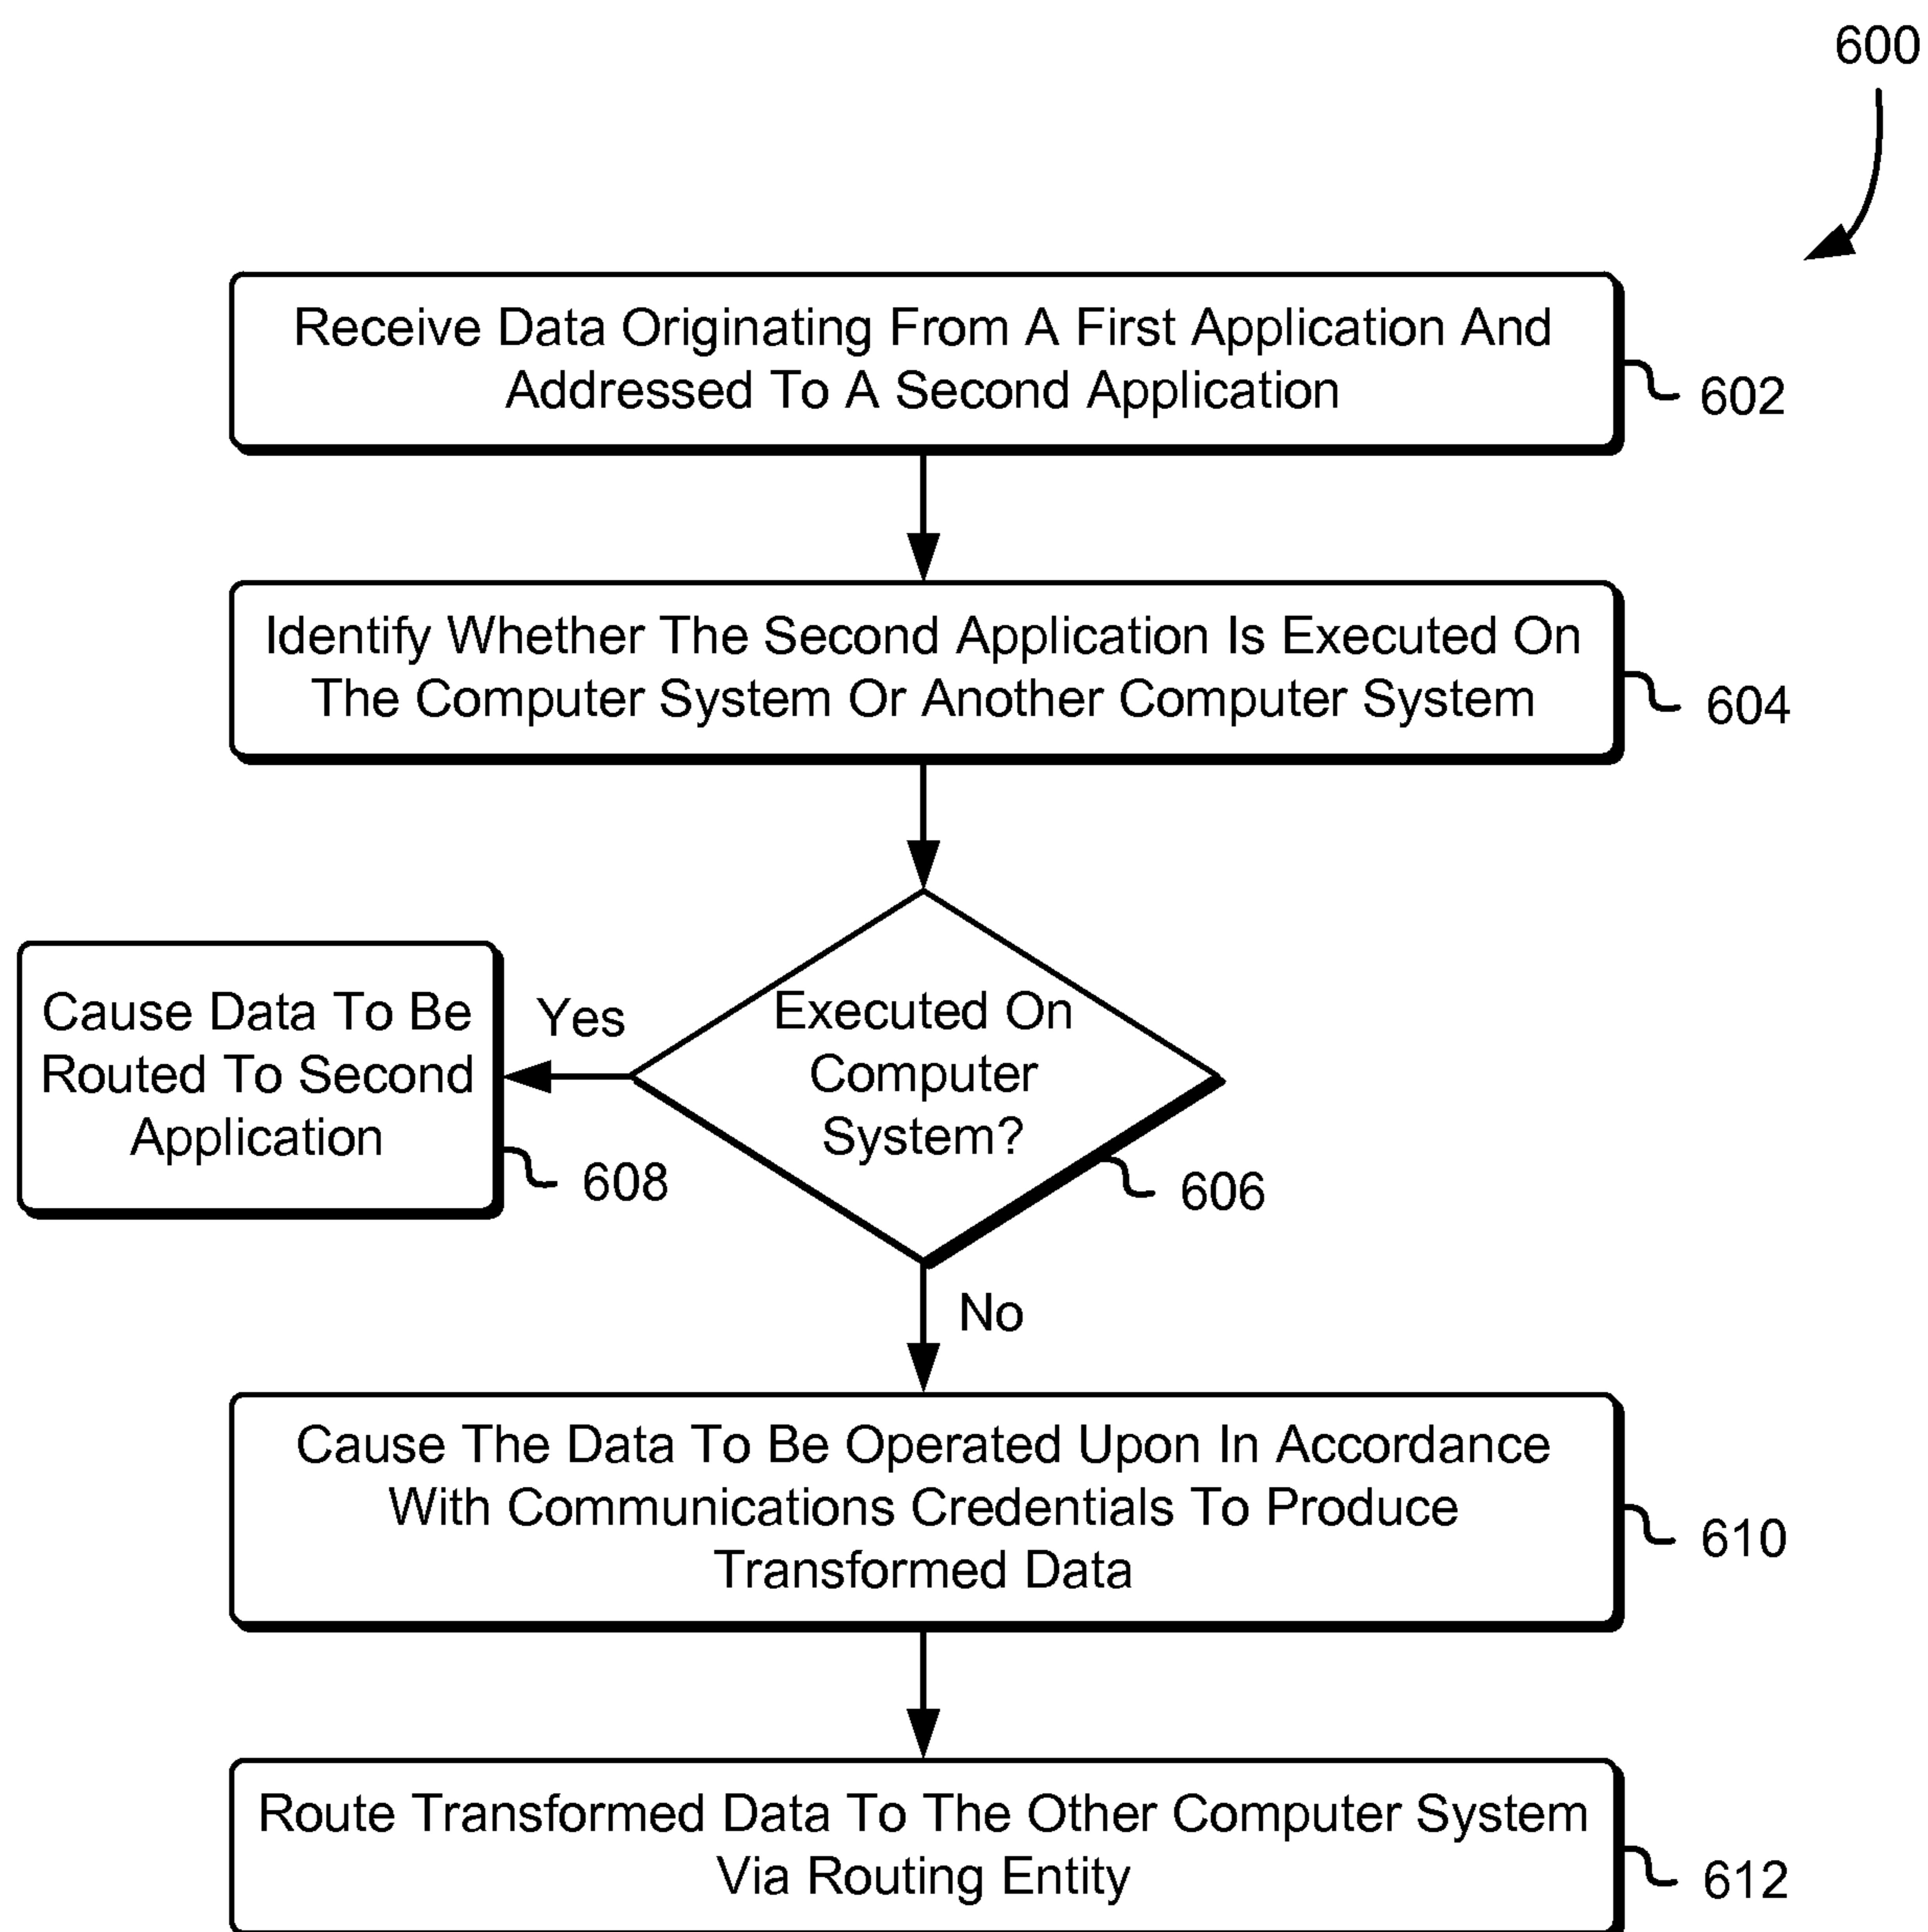 600
Receive Data Originating From A First Application And
Addressed To A Second Application
602
Identify Whether The Second Application Is Executed On
The Computer System Or Another Computer System
604
Executed On
Computer
System?
606
Yes
Cause Data To Be
Routed To Second
Application
608
No
Cause The Data To Be Operated Upon In Accordance
With Communications Credentials To Produce
Transformed Data
610
Route Transformed Data To The Other Computer System
Via Routing Entity
612